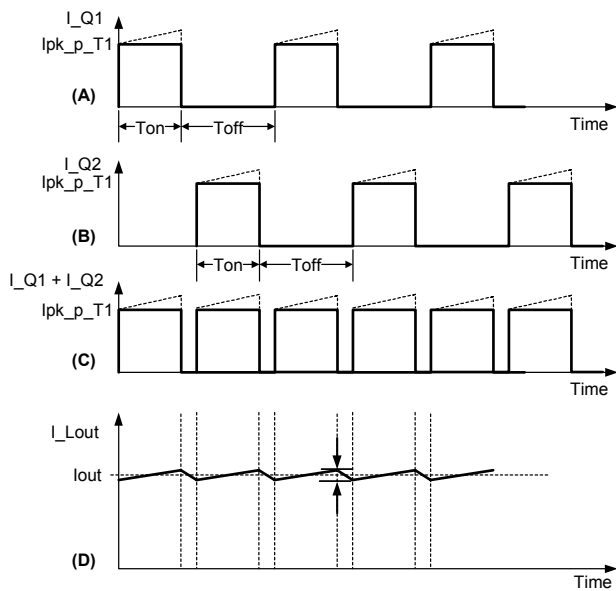 I_Q1
Ipk_p_T1
(A)
Time
Ton
Toff
I_Q2
Ipk_p_T1
(B)
Time
Ton
Toff
I_Q1 + I_Q2
Ipk_p_T1
(C)
Time
I_Lout
Iout
(D)
Time